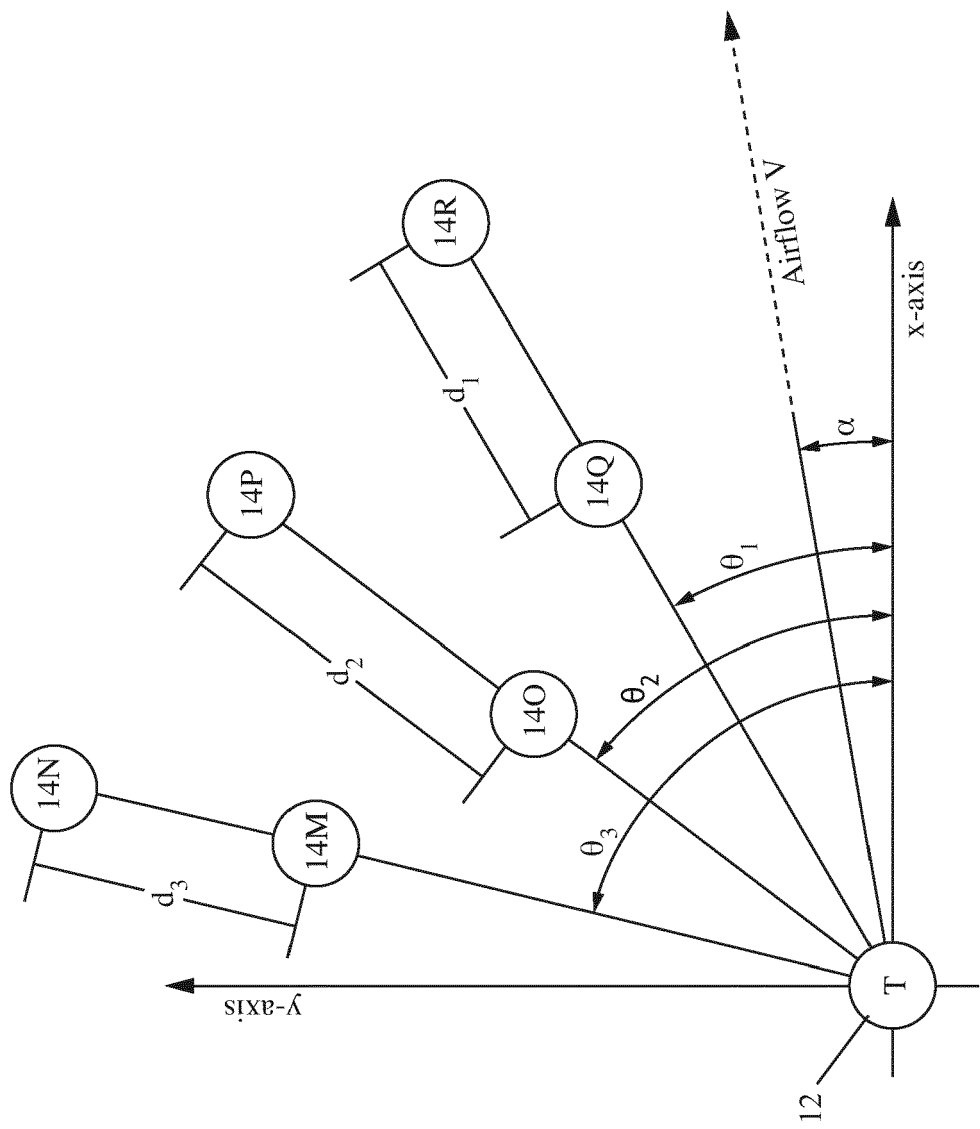 14N
14M
d3
14P
14O
d2
14R
14Q
d1
Airflow V
x-axis
y-axis
α
θ1
θ2
θ3
T
12